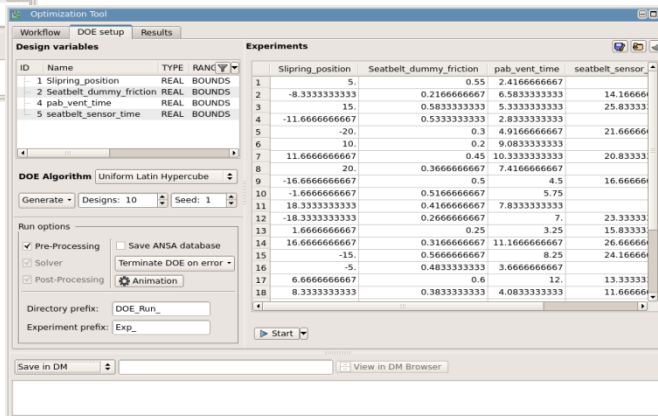 Optimization Tool
Workflow DOE setup Results
Design variables
ID Name TYPE RANG
1 Slipring_position REAL BOUNDS
2 Seatbelt_dummy_friction REAL BOUNDS
4 pab_vent_time REAL BOUNDS
5 seatbelt_sensor_time REAL BOUNDS
DOE Algorithm Uniform Latin Hypercube
Generate Designs: 10 Seed: 1
Run options
Pre-Processing Save ANSA database
Solver Terminate DOE on error
Post-Processing Animation
Directory prefix: DOE_Run_
Experiment prefix: Exp_
Experiments
Slipring_position Seatbelt_dummy_friction pab_vent_time seatbelt_sensor_
1 5. 0.55 2.4166666667
2 -8.3333333333 0.2166666667 6.5833333333 14.166666
3 15. 0.5833333333 5.3333333333 25.83333
4 -11.6666666667 0.5333333333 2.8333333333
5 -20. 0.3 4.9166666667 21.66666
6 10. 0.2 9.0833333333
7 11.6666666667 0.45 10.3333333333 20.83333
8 20. 0.3666666667 7.4166666667
9 -16.6666666667 0.5 4.5 16.66666
10 -1.6666666667 0.5166666667 5.75
11 18.3333333333 0.4166666667 7.8333333333
12 -18.3333333333 0.2666666667 7. 23.33333
13 1.6666666667 0.25 3.25 15.83333
14 16.6666666667 0.3166666667 11.1666666667 26.66666
15 -15. 0.5666666667 8.25 24.16666
16 -5. 0.4833333333 3.6666666667
17 6.6666666667 0.6 12. 13.33333
18 8.3333333333 0.3833333333 4.0833333333 11.66666
Start
Save in DM View in DM Browser